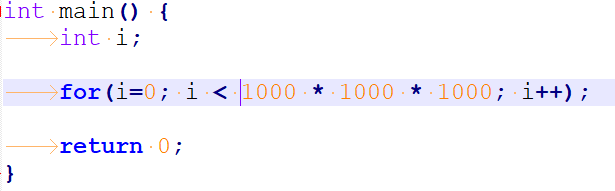 int main() {
int i;
for(i=0; i < 1000 * 1000 * 1000; i++);
return 0;
}